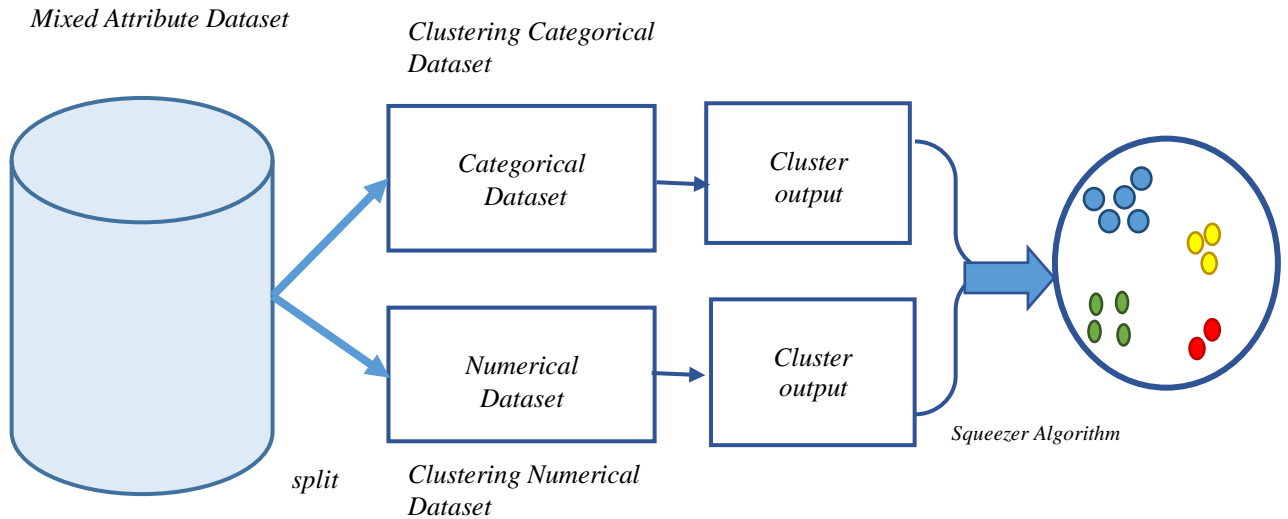 Mixed Attribute Dataset
Clustering Categorical
Dataset
Categorical
Dataset
Cluster
output
Numerical
Dataset
Cluster
output
Squeezer Algorithm
split
Clustering Numerical
Dataset